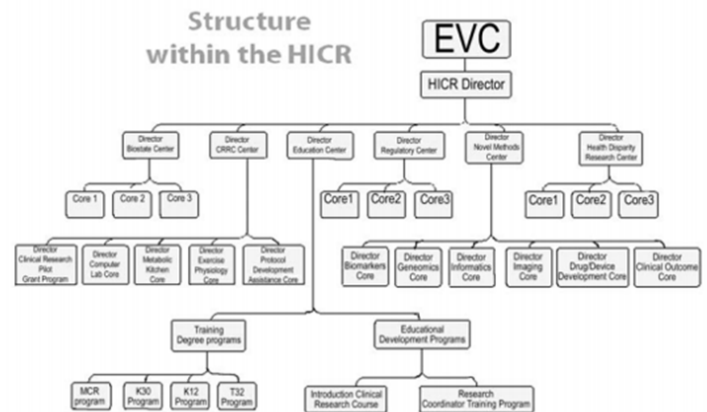 Structure
within the HICR
EVC
HICR Director
Director
Biostate Center
Director
CRRC Center
Director
Education Center
Director
Regulatory Center
Director
Novel Methods
Center
Director
Health Disparity
Research Center
Core 1
Core 2
Core 3
Core1
Core2
Core3
Core1
Core2
Core3
Director
Clinical Research
Pilot
Grant Program
Director
Computer
Lab Core
Director
Metabolic
Kitchen
Core
Director
Exercise
Physiology
Core
Director
Protocol
Development
Assistance Core
Director
Biomarkers
Core
Director
Geneomics
Core
Director
Informatics
Core
Director
Imaging
Core
Director
Drug/Device
Development Core
Director
Clinical Outcome
Core
Training
Degree programs
Educational
Development Programs
MCR
program
K30
Program
K12
Program
T32
Program
Introduction Clinical
Research Course
Research
Coordinator Training Program